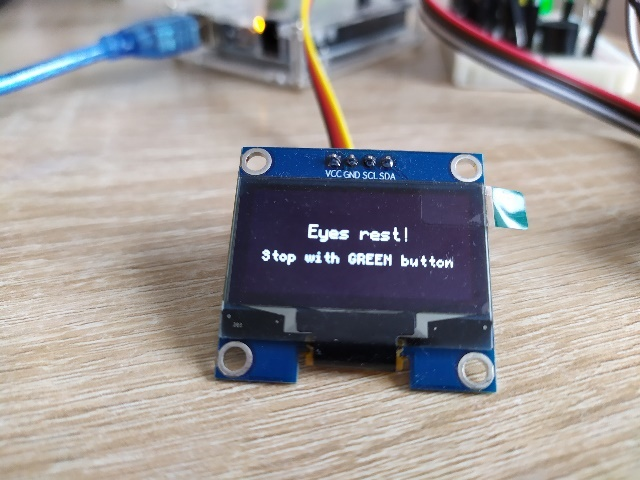 VCC GND SCL SDA
Eyes rest!
Stop with GREEN button